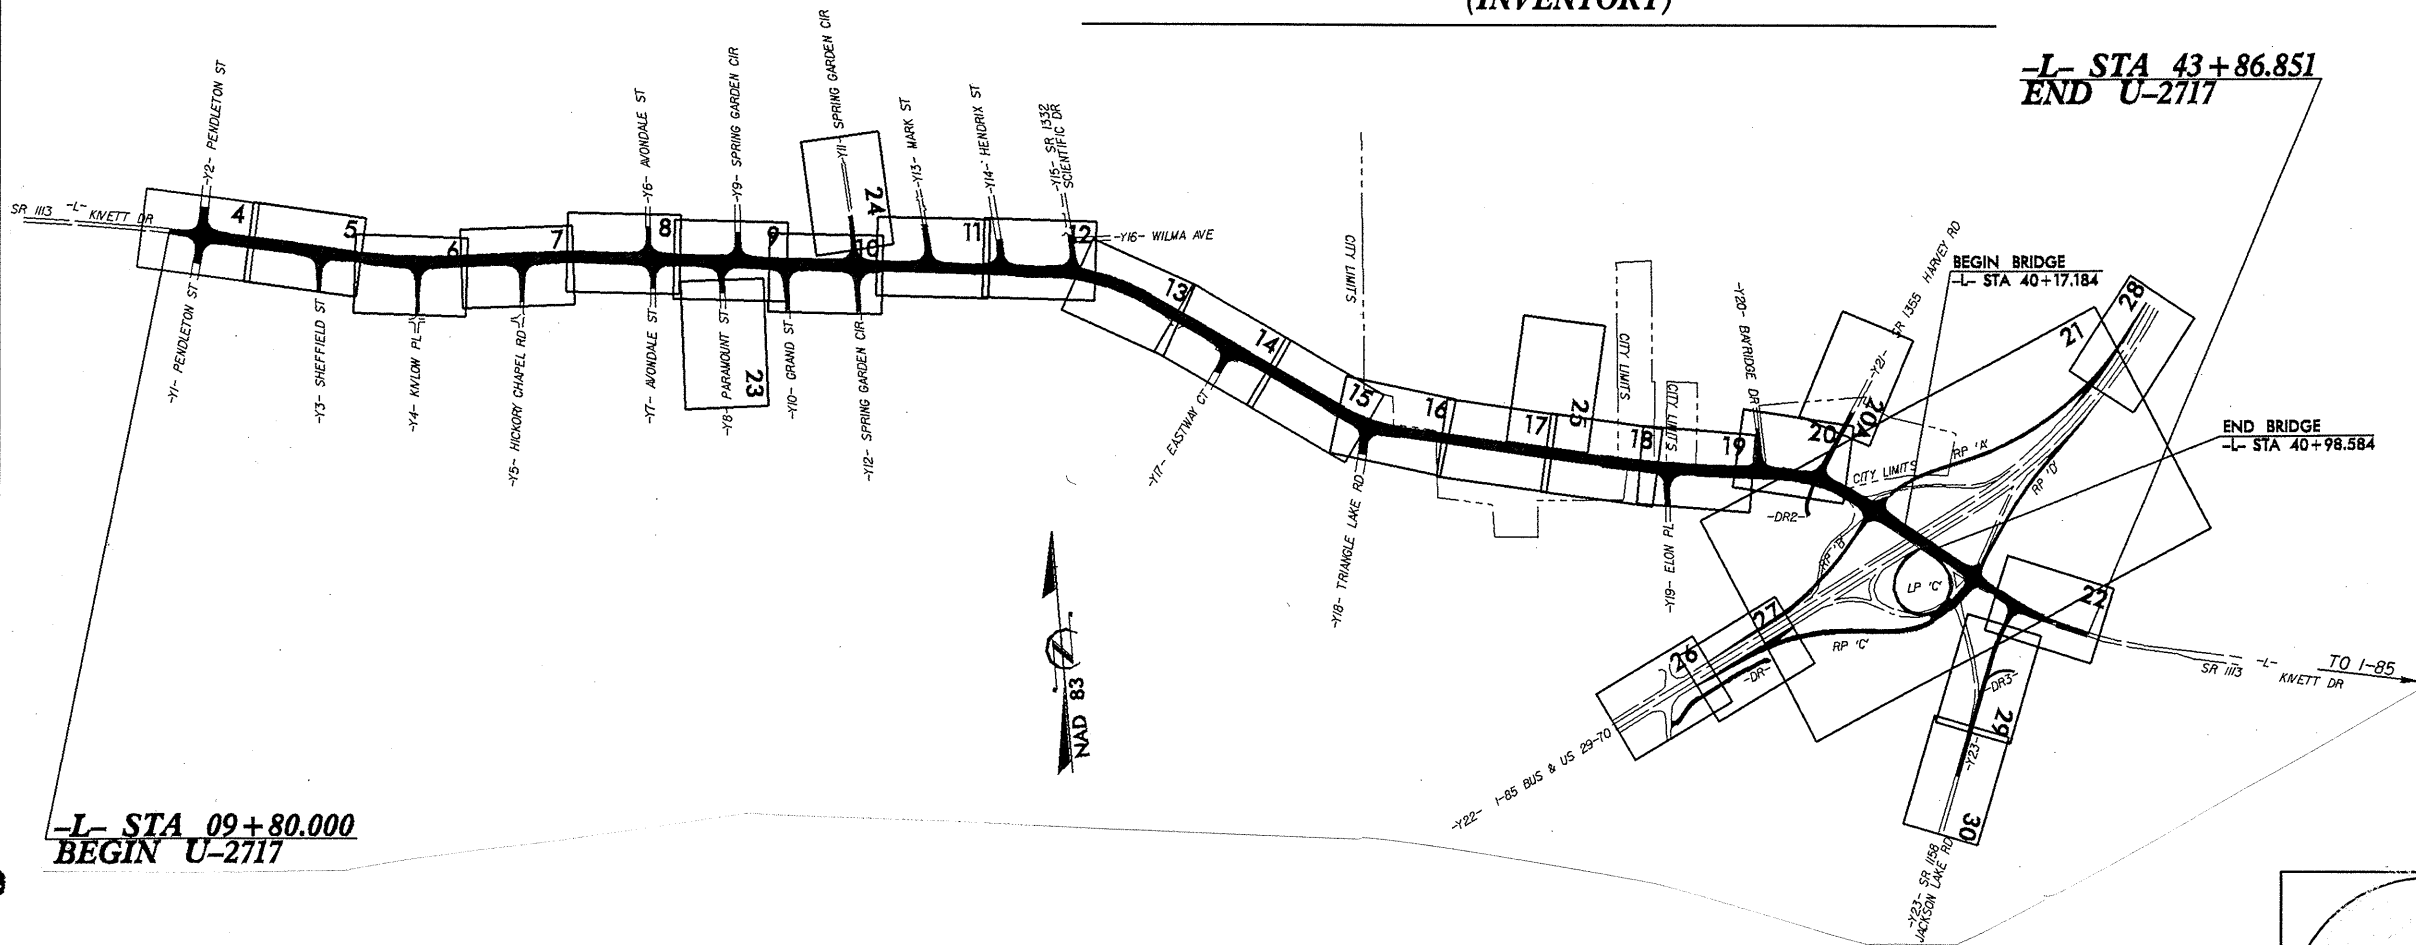 (INVENTORY)
-L- STA 43+86.851
END U-2717
-Y2- PENDLETON ST
-Y6- AVONDALE ST
-Y9- SPRING GARDEN CIR
-Y11- SPRING GARDEN CIR
-Y13- MARK ST
-Y14- HENDRIX ST
-Y15- SR 1332
SCIENTIFIC DR
-Y16- WILMA AVE
SR 1113 -L- KIVETT DR
4
5
6
7
8
9
10
11
12
13
14
15
16
17
18
19
20
20A
21
22
23
24
25
26
27
28
29
30
-Y1- PENDLETON ST
-Y3- SHEFFIELD ST
-Y4- KNLOW PL
-Y5- HICKORY CHAPEL RD
-Y7- AVONDALE ST
-Y8- PARAMOUNT ST
-Y10- GRAND ST
-Y12- SPRING GARDEN CIR
-Y17- EASTWAY CT
-Y18- TRIANGLE LAKE RD
-Y19- ELON PL
CITY LIMITS
CITY LIMITS
CITY LIMITS
CITY LIMITS
-Y20- BAYRIDGE DR
-Y21- SR 1355 HARVEY RD
BEGIN BRIDGE
-L- STA 40+17.184
END BRIDGE
-L- STA 40+98.584
RP 'A'
RP 'B'
RP 'C'
RP 'D'
LP 'C'
-DR2-
-DR-
-DR3-
-Y22- I-85 BUS & US 29-70
-Y23-
-Y23- SR 1158
JACKSON LAKE RD
SR 1113 -L- KIVETT DR
TO I-85
NAD 83
-L- STA 09+80.000
BEGIN U-2717